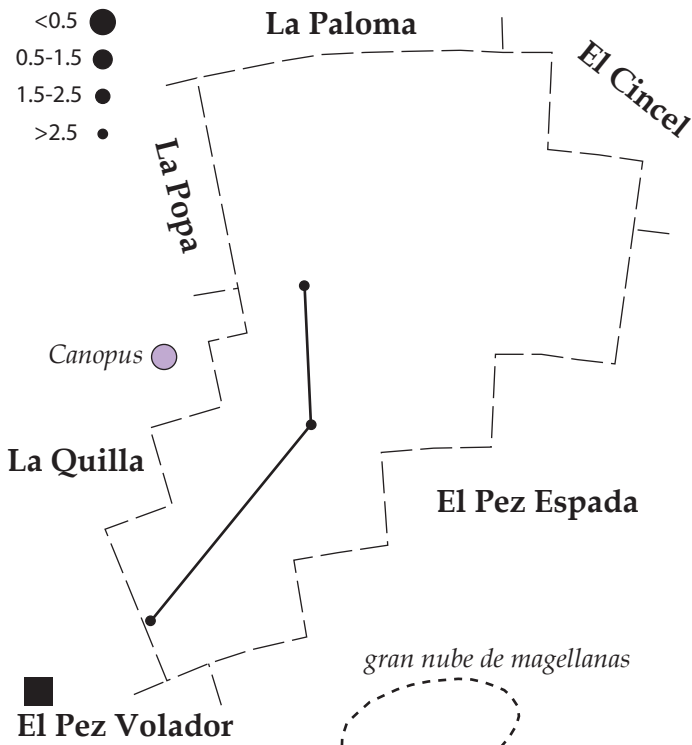 <0.5
0.5-1.5
1.5-2.5
>2.5
La Paloma
El Cincel
La Popa
Canopus
La Quilla
El Pez Espada
gran nube de magellanas
El Pez Volador